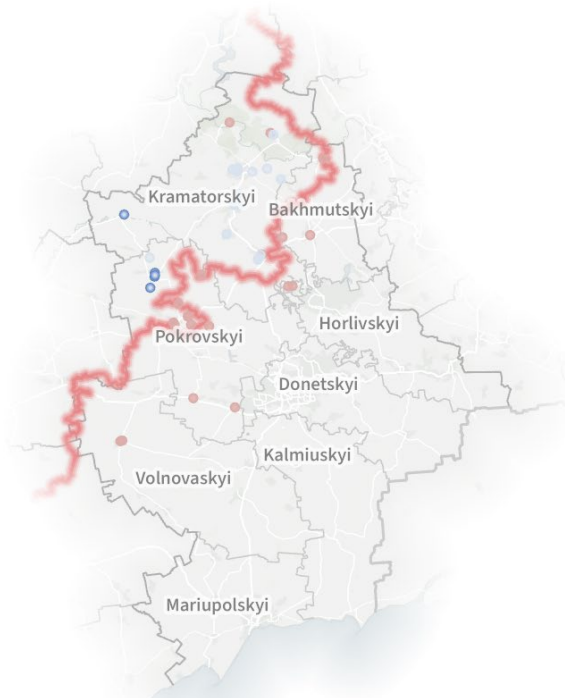 Kramatorskyi
Bakhmutskyi
Horlivskyi
Pokrovskyi
Donetskyi
Kalmiuskyi
Volnovaskyi
Mariupolskyi